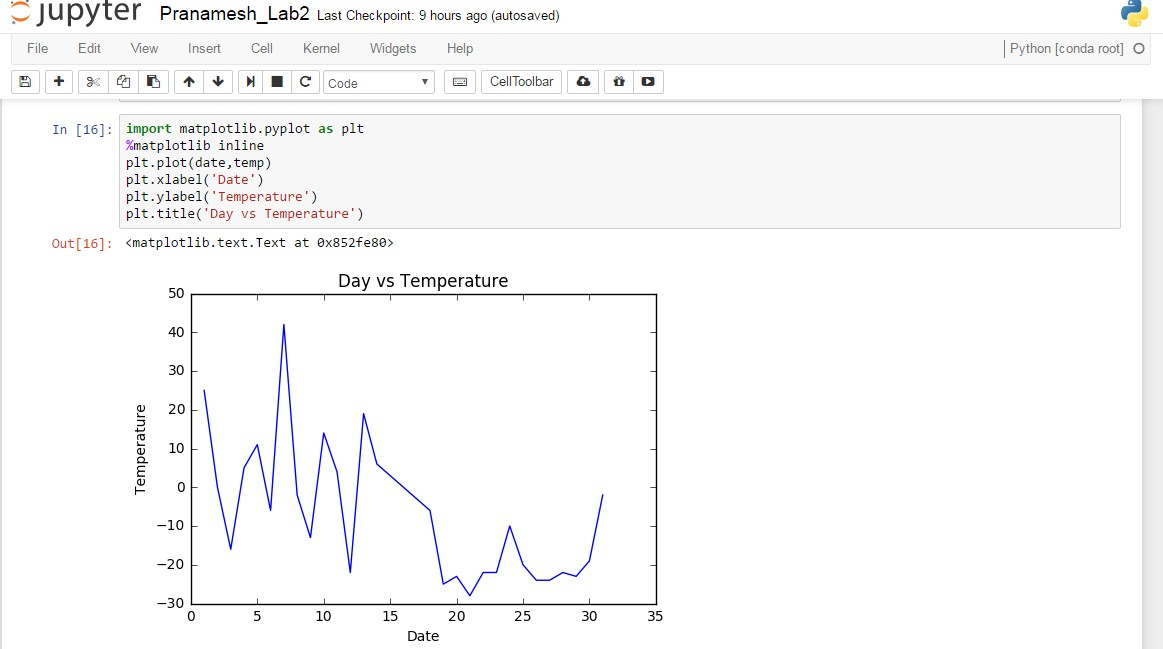 jupyter Pranamesh_Lab2 Last Checkpoint: 9 hours ago (autosaved)
File Edit View Insert Cell Kernel Widgets Help Python [conda root]
Code CellToolbar
In [16]: import matplotlib.pyplot as plt
%matplotlib inline
plt.plot(date,temp)
plt.xlabel('Date')
plt.ylabel('Temperature')
plt.title('Day vs Temperature')
Out[16]: <matplotlib.text.Text at 0x852fe80>
Day vs Temperature
50
40
30
20
10
0
−10
−20
−30
Temperature
0 5 10 15 20 25 30 35
Date